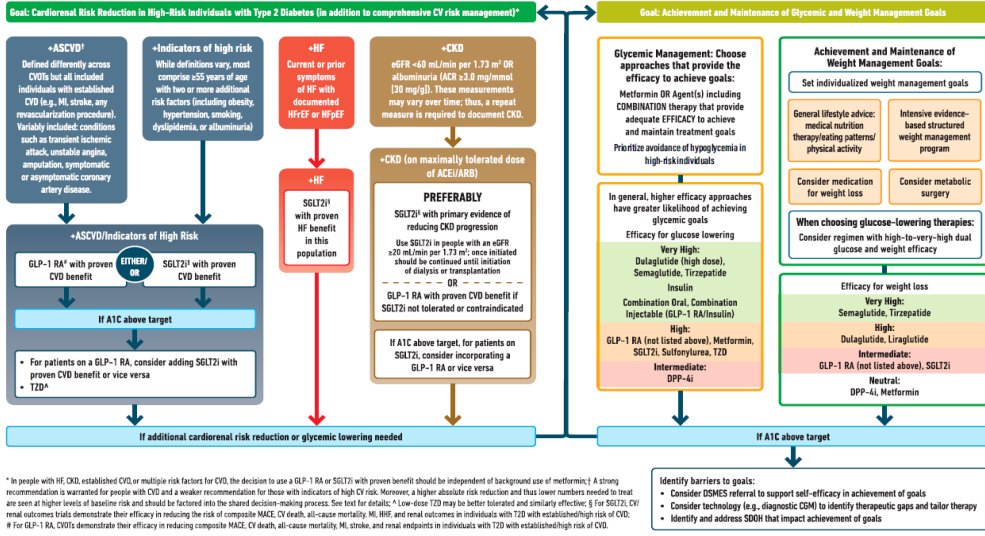 Goal: Cardiorenal Risk Reduction in High-Risk Individuals with Type 2 Diabetes (in addition to comprehensive CV risk management)*
+ASCVD†
Defined differently across
CVOTs but all included
individuals with established
CVD (e.g., MI, stroke, any
revascularization procedure).
Variably included: conditions
such as transient ischemic
attack, unstable angina,
amputation, symptomatic
or asymptomatic coronary
artery disease.
+Indicators of high risk
While definitions vary, most
comprise ≥55 years of age
with two or more additional
risk factors (including obesity,
hypertension, smoking,
dyslipidemia, or albuminuria)
+HF
Current or prior
symptoms
of HF with
documented
HFrEF or HFpEF
+CKD
eGFR <60 mL/min per 1.73 m² OR
albuminuria (ACR ≥3.0 mg/mmol
[30 mg/g]). These measurements
may vary over time; thus, a repeat
measure is required to document CKD.
+ASCVD/Indicators of High Risk
GLP-1 RA# with proven
CVD benefit
EITHER/
OR
SGLT2i§ with proven
CVD benefit
If A1C above target
• For patients on a GLP-1 RA, consider adding SGLT2i with
proven CVD benefit or vice versa
• TZD^
+HF
SGLT2i§
with proven
HF benefit
in this
population
+CKD (on maximally tolerated dose
of ACEi/ARB)
PREFERABLY
SGLT2i§ with primary evidence of
reducing CKD progression
Use SGLT2i in people with an eGFR
≥20 mL/min per 1.73 m²; once initiated
should be continued until initiation
of dialysis or transplantation
OR
GLP-1 RA with proven CVD benefit if
SGLT2i not tolerated or contraindicated
If A1C above target, for patients on
SGLT2i, consider incorporating a
GLP-1 RA or vice versa
If additional cardiorenal risk reduction or glycemic lowering needed
Goal: Achievement and Maintenance of Glycemic and Weight Management Goals
Glycemic Management: Choose
approaches that provide the
efficacy to achieve goals:
Metformin OR Agent(s) including
COMBINATION therapy that provide
adequate EFFICACY to achieve
and maintain treatment goals
Prioritize avoidance of hypoglycemia in
high-risk individuals
In general, higher efficacy approaches
have greater likelihood of achieving
glycemic goals
Efficacy for glucose lowering
Very High:
Dulaglutide (high dose),
Semaglutide, Tirzepatide
Insulin
Combination Oral, Combination
Injectable (GLP-1 RA/Insulin)
High:
GLP-1 RA (not listed above), Metformin,
SGLT2i, Sulfonylurea, TZD
Intermediate:
DPP-4i
Achievement and Maintenance of
Weight Management Goals:
Set individualized weight management goals
General lifestyle advice:
medical nutrition
therapy/eating patterns/
physical activity
Intensive evidence-
based structured
weight management
program
Consider medication
for weight loss
Consider metabolic
surgery
When choosing glucose-lowering therapies:
Consider regimen with high-to-very-high dual
glucose and weight efficacy
Efficacy for weight loss
Very High:
Semaglutide, Tirzepatide
High:
Dulaglutide, Liraglutide
Intermediate:
GLP-1 RA (not listed above), SGLT2i
Neutral:
DPP-4i, Metformin
If A1C above target
Identify barriers to goals:
• Consider DSMES referral to support self-efficacy in achievement of goals
• Consider technology (e.g., diagnostic CGM) to identify therapeutic gaps and tailor therapy
• Identify and address SDOH that impact achievement of goals
* In people with HF, CKD, established CVD, or multiple risk factors for CVD, the decision to use a GLP-1 RA or SGLT2i with proven benefit should be independent of background use of metformin;† A strong
recommendation is warranted for people with CVD and a weaker recommendation for those with indicators of high CV risk. Moreover, a higher absolute risk reduction and thus lower numbers needed to treat
are seen at higher levels of baseline risk and should be factored into the shared decision-making process. See text for details; ^ Low-dose TZD may be better tolerated and similarly effective; § For SGLT2i, CV/
renal outcomes trials demonstrate their efficacy in reducing the risk of composite MACE, CV death, all-cause mortality, MI, HHF, and renal outcomes in individuals with T2D with established/high risk of CVD;
# For GLP-1 RA, CVOTs demonstrate their efficacy in reducing composite MACE, CV death, all-cause mortality, MI, stroke, and renal endpoints in individuals with T2D with established/high risk of CVD.